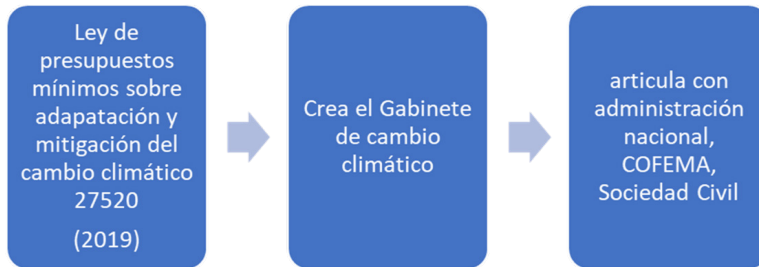 Ley de
presupuestos
mínimos sobre
adapatación y
mitigación del
cambio climático
27520
(2019)
Crea el Gabinete
de cambio
climático
articula con
administración
nacional,
COFEMA,
Sociedad Civil